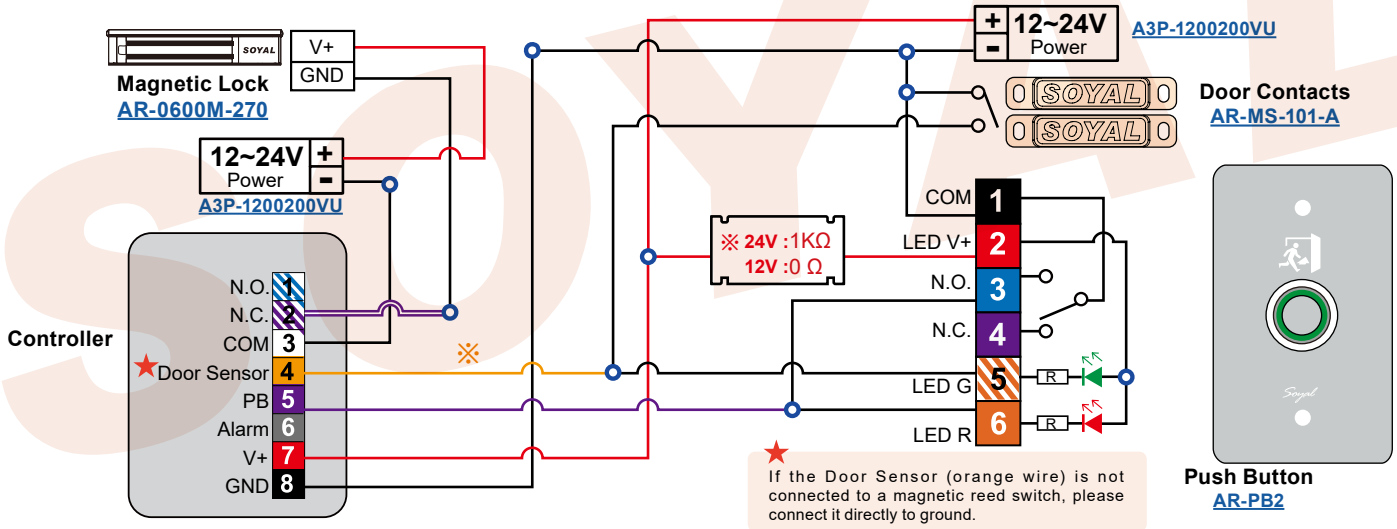 SOYAL
V+
GND
Magnetic Lock
AR-0600M-270
12~24V +
Power -
A3P-1200200VU
+ 12~24V
- Power
A3P-1200200VU
SOYAL
SOYAL
Door Contacts
AR-MS-101-A
Controller
N.O. 1
N.C. 2
COM 3
★Door Sensor 4
PB 5
Alarm 6
V+ 7
GND 8
※
※ 24V :1KΩ
12V :0 Ω
COM 1
LED V+ 2
N.O. 3
N.C. 4
LED G 5
R
LED R 6
R
★
If the Door Sensor (orange wire) is not
connected to a magnetic reed switch, please
connect it directly to ground.
Soyal
Push Button
AR-PB2
SOYAL